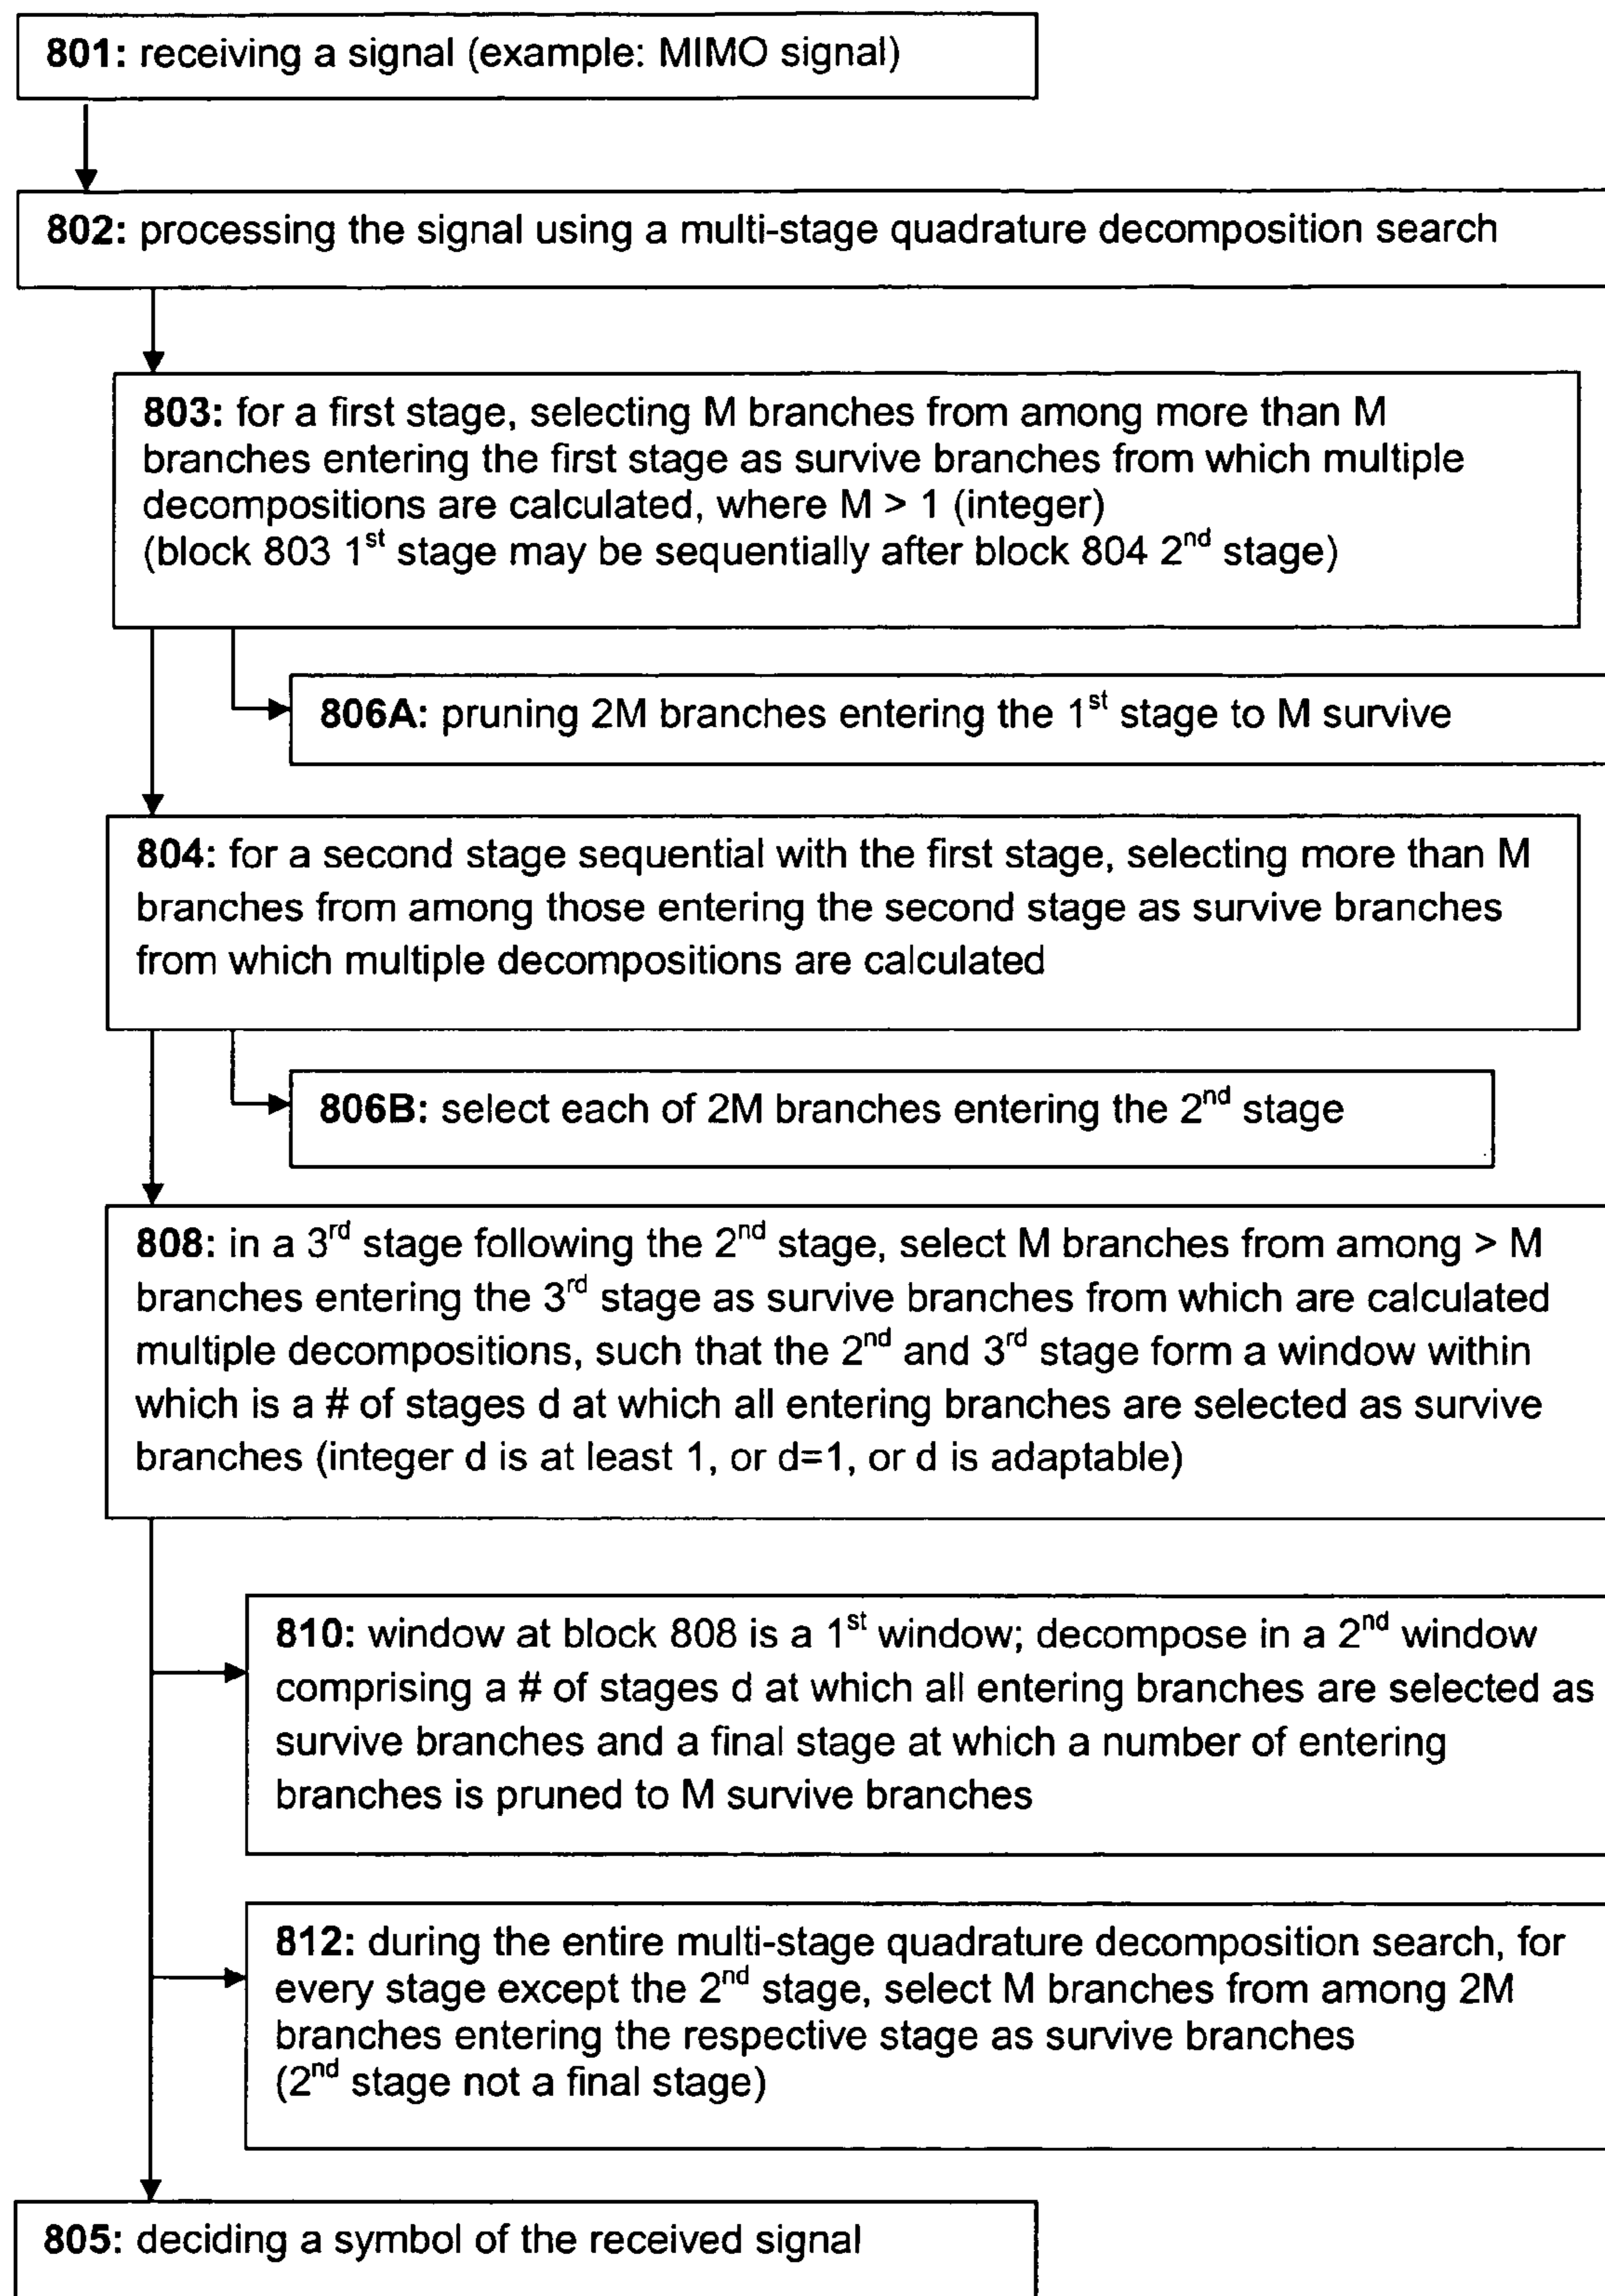 801: receiving a signal (example: MIMO signal)
802: processing the signal using a multi-stage quadrature decomposition search
803: for a first stage, selecting M branches from among more than M
branches entering the first stage as survive branches from which multiple
decompositions are calculated, where M > 1 (integer)
(block 803 1st stage may be sequentially after block 804 2nd stage)
806A: pruning 2M branches entering the 1st stage to M survive
804: for a second stage sequential with the first stage, selecting more than M
branches from among those entering the second stage as survive branches
from which multiple decompositions are calculated
806B: select each of 2M branches entering the 2nd stage
808: in a 3rd stage following the 2nd stage, select M branches from among > M
branches entering the 3rd stage as survive branches from which are calculated
multiple decompositions, such that the 2nd and 3rd stage form a window within
which is a # of stages d at which all entering branches are selected as survive
branches (integer d is at least 1, or d=1, or d is adaptable)
810: window at block 808 is a 1st window; decompose in a 2nd window
comprising a # of stages d at which all entering branches are selected as
survive branches and a final stage at which a number of entering
branches is pruned to M survive branches
812: during the entire multi-stage quadrature decomposition search, for
every stage except the 2nd stage, select M branches from among 2M
branches entering the respective stage as survive branches
(2nd stage not a final stage)
805: deciding a symbol of the received signal